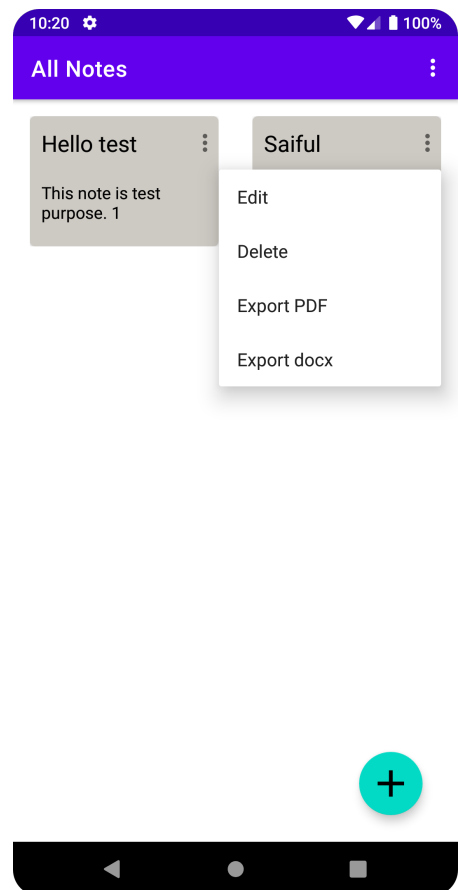 10:20 100%
All Notes
Hello test
This note is test
purpose. 1
Saiful
Edit
Delete
Export PDF
Export docx